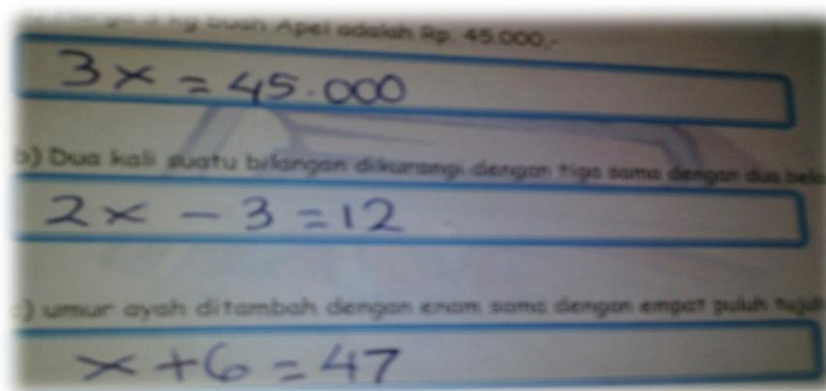 Harga 3 kg buah Apel adalah Rp. 45.000,-
3x = 45.000
b) Dua kali suatu bilangan dikurangi dengan tiga sama dengan dua bela
2x - 3 = 12
c) umur ayah ditambah dengan enam sama dengan empat puluh tujuh
x + 6 = 47